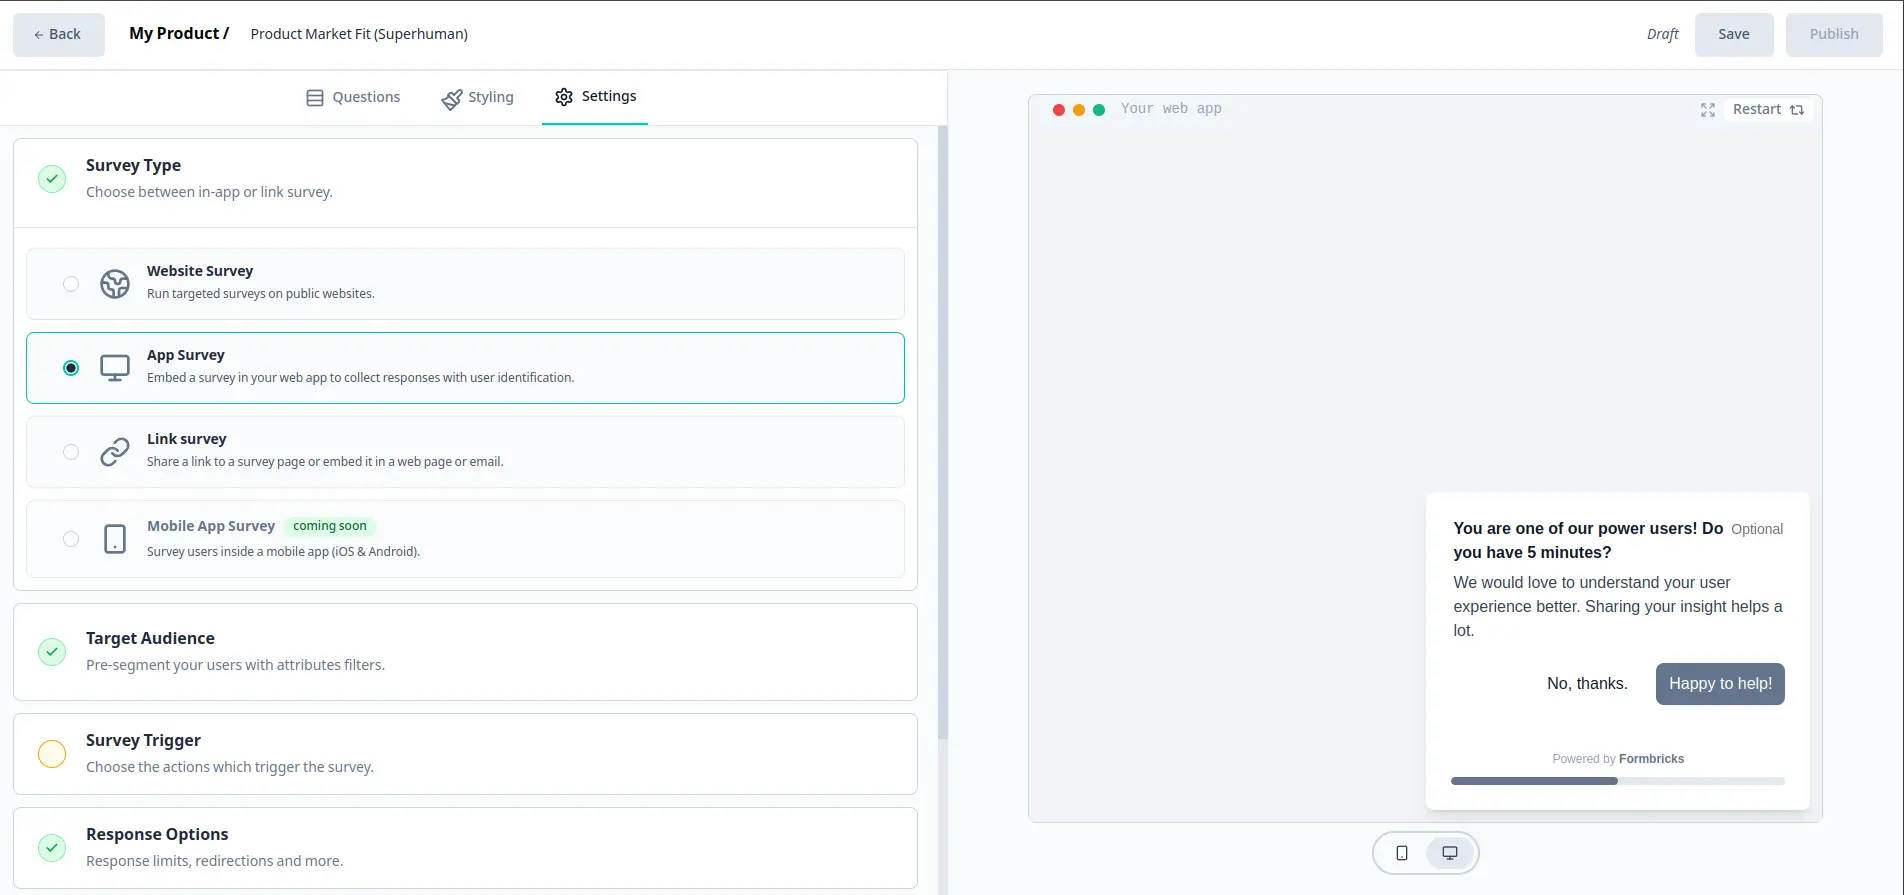 ← Back
My Product /
Product Market Fit (Superhuman)
Draft
Save
Publish
Questions
Styling
Settings
Survey Type
Choose between in-app or link survey.
Website Survey
Run targeted surveys on public websites.
App Survey
Embed a survey in your web app to collect responses with user identification.
Link survey
Share a link to a survey page or embed it in a web page or email.
Mobile App Survey coming soon
Survey users inside a mobile app (iOS & Android).
Target Audience
Pre-segment your users with attributes filters.
Survey Trigger
Choose the actions which trigger the survey.
Response Options
Response limits, redirections and more.
Your web app
Restart
You are one of our power users! Do
Optional
you have 5 minutes?
We would love to understand your user
experience better. Sharing your insight helps a
lot.
No, thanks.
Happy to help!
Powered by Formbricks